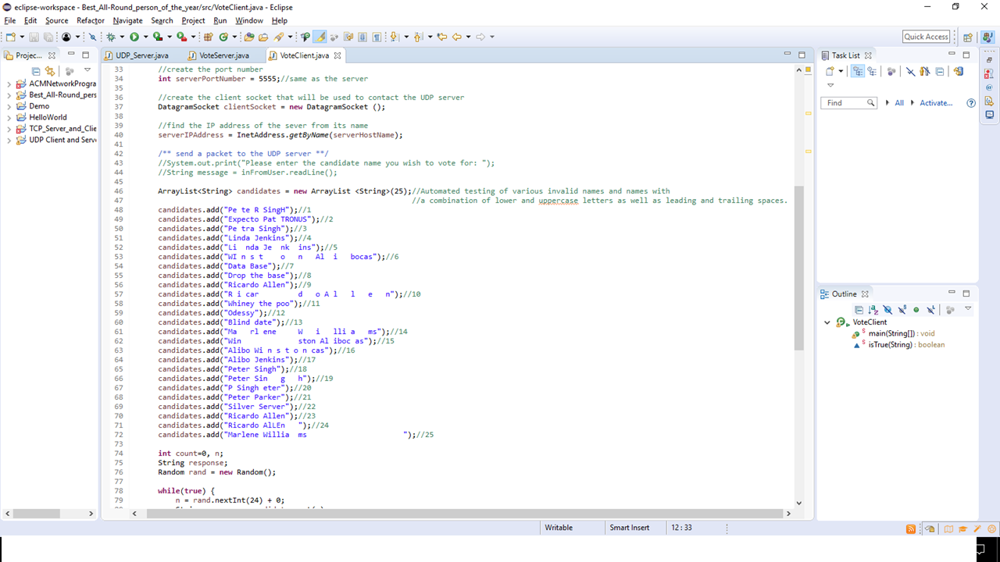 eclipse-workspace - Best_All-Round_person_of_the_year/src/VoteClient.java - Eclipse
File Edit Source Refactor Navigate Search Project Run Window Help
Quick Access
Projec...
ACMNetworkProgra
Best_All-Round_pers
Demo
HelloWorld
TCP_Server_and_Clie
UDP Client and Serve
UDP_Server.java VoteServer.java VoteClient.java
33 //create the port number
34 int serverPortNumber = 5555;//same as the server
35
36 //create the client socket that will be used to contact the UDP server
37 DatagramSocket clientSocket = new DatagramSocket ();
38
39 //find the IP address of the sever from its name
40 serverIPAddress = InetAddress.getByName(serverHostName);
41
42 /** send a packet to the UDP server **/
43 //System.out.print("Please enter the candidate name you wish to vote for: ");
44 //String message = inFromUser.readLine();
45
46 ArrayList<String> candidates = new ArrayList <String>(25);//Automated testing of various invalid names and names with
47 //a combination of lower and uppercase letters as well as leading and trailing spaces.
48 candidates.add("Pe te R SingH");//1
49 candidates.add("Expecto Pat TRONUS");//2
50 candidates.add("Pe tra Singh");//3
51 candidates.add("Linda Jenkins");//4
52 candidates.add("Li  nda Je  nk  ins");//5
53 candidates.add("WI n s t   o   n  Al  i   bocas");//6
54 candidates.add("Data Base");//7
55 candidates.add("Drop the base");//8
56 candidates.add("Ricardo Allen");//9
57 candidates.add("R i car         d   o A l   l   e   n");//10
58 candidates.add("Whiney the poo");//11
59 candidates.add("Odessy");//12
60 candidates.add("Blind date");//13
61 candidates.add("Ma   rl ene     W   i   lli a   ms");//14
62 candidates.add("Win             ston Al iboc as");//15
63 candidates.add("Alibo Wi n s t o n cas");//16
64 candidates.add("Alibo Jenkins");//17
65 candidates.add("Peter Singh");//18
66 candidates.add("Peter Sin   g   h");//19
67 candidates.add("P Singh eter");//20
68 candidates.add("Peter Parker");//21
69 candidates.add("Silver Server");//22
70 candidates.add("Ricardo Allen");//23
71 candidates.add("Ricardo AlLEn   ");//24
72 candidates.add("Marlene Willia  ms                      ");//25
73
74 int count=0, n;
75 String response;
76 Random rand = new Random();
77
78 while(true) {
79 n = rand.nextInt(24) + 0;
Task List
Find All Activate...
Outline
VoteClient
main(String[]) : void
isTrue(String) : boolean
Writable Smart Insert 12 : 33